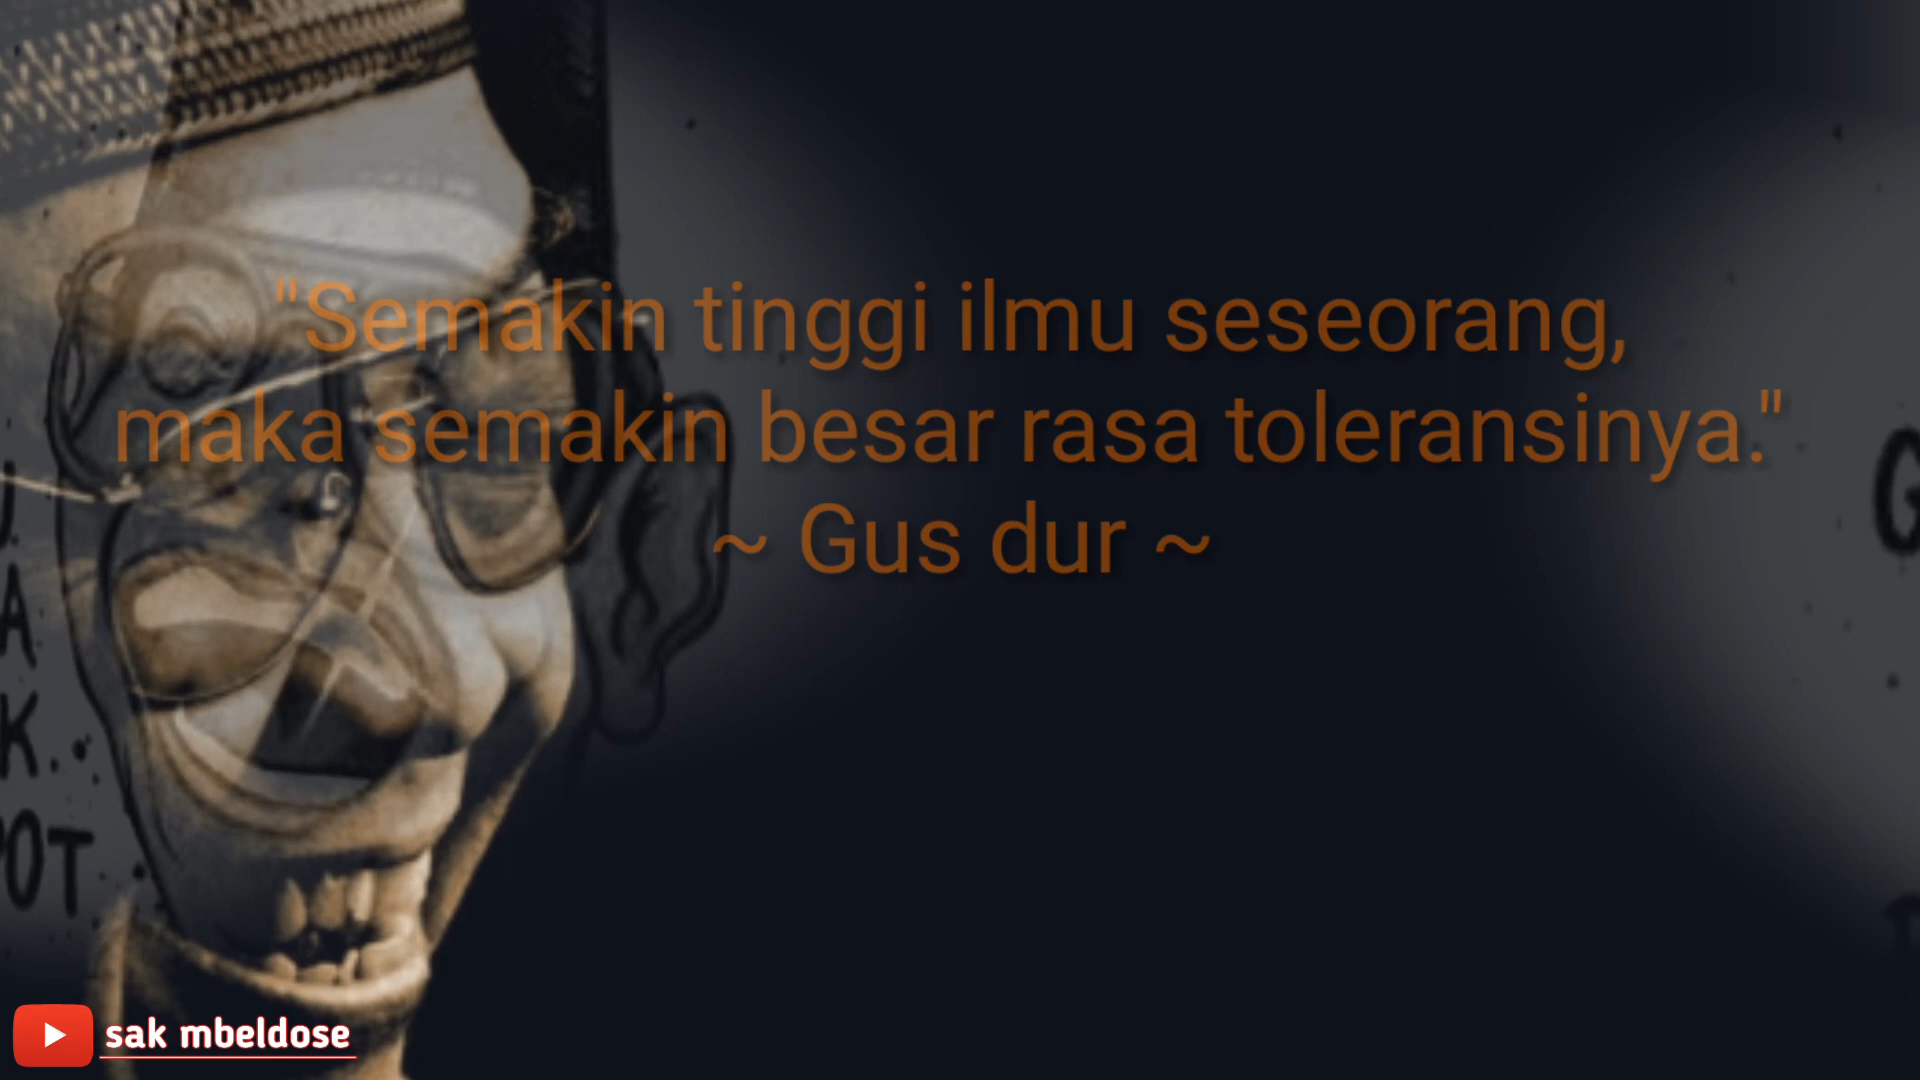 "Semakin tinggi ilmu seseorang,
maka semakin besar rasa toleransinya."
~ Gus dur ~
sak mbeldose